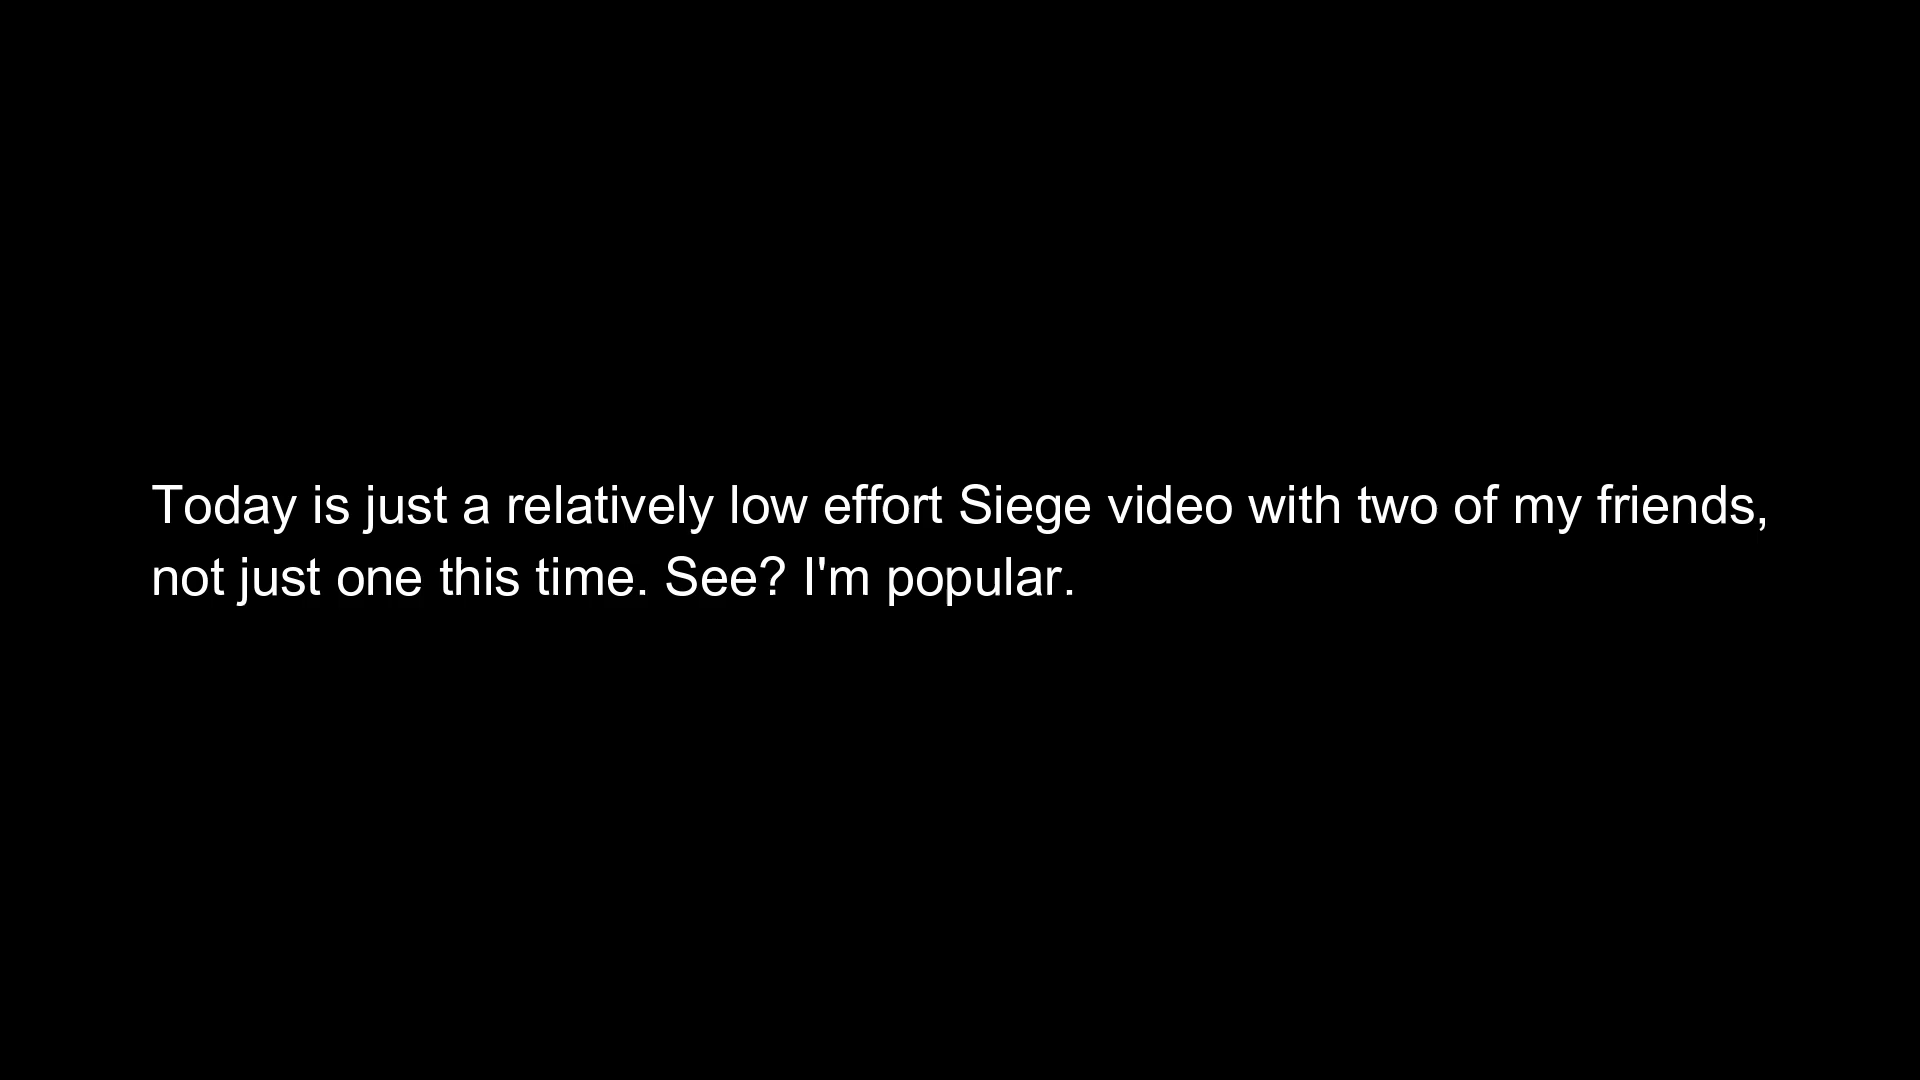 Today is just a relatively low effort Siege video with two of my friends,
not just one this time. See? I'm popular.